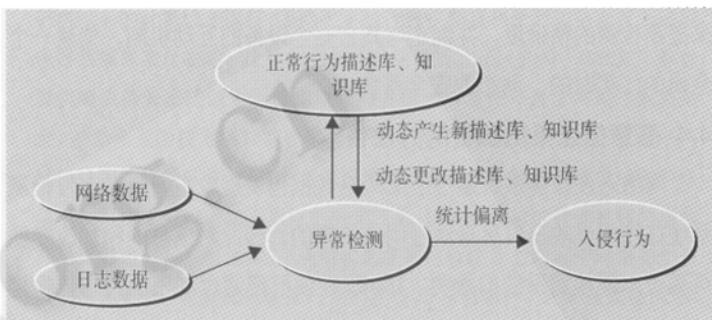 正常行为描述库、知
识库
动态产生新描述库、知识库
动态更改描述库、知识库
网络数据
统计偏离
异常检测
入侵行为
日志数据
org.cn